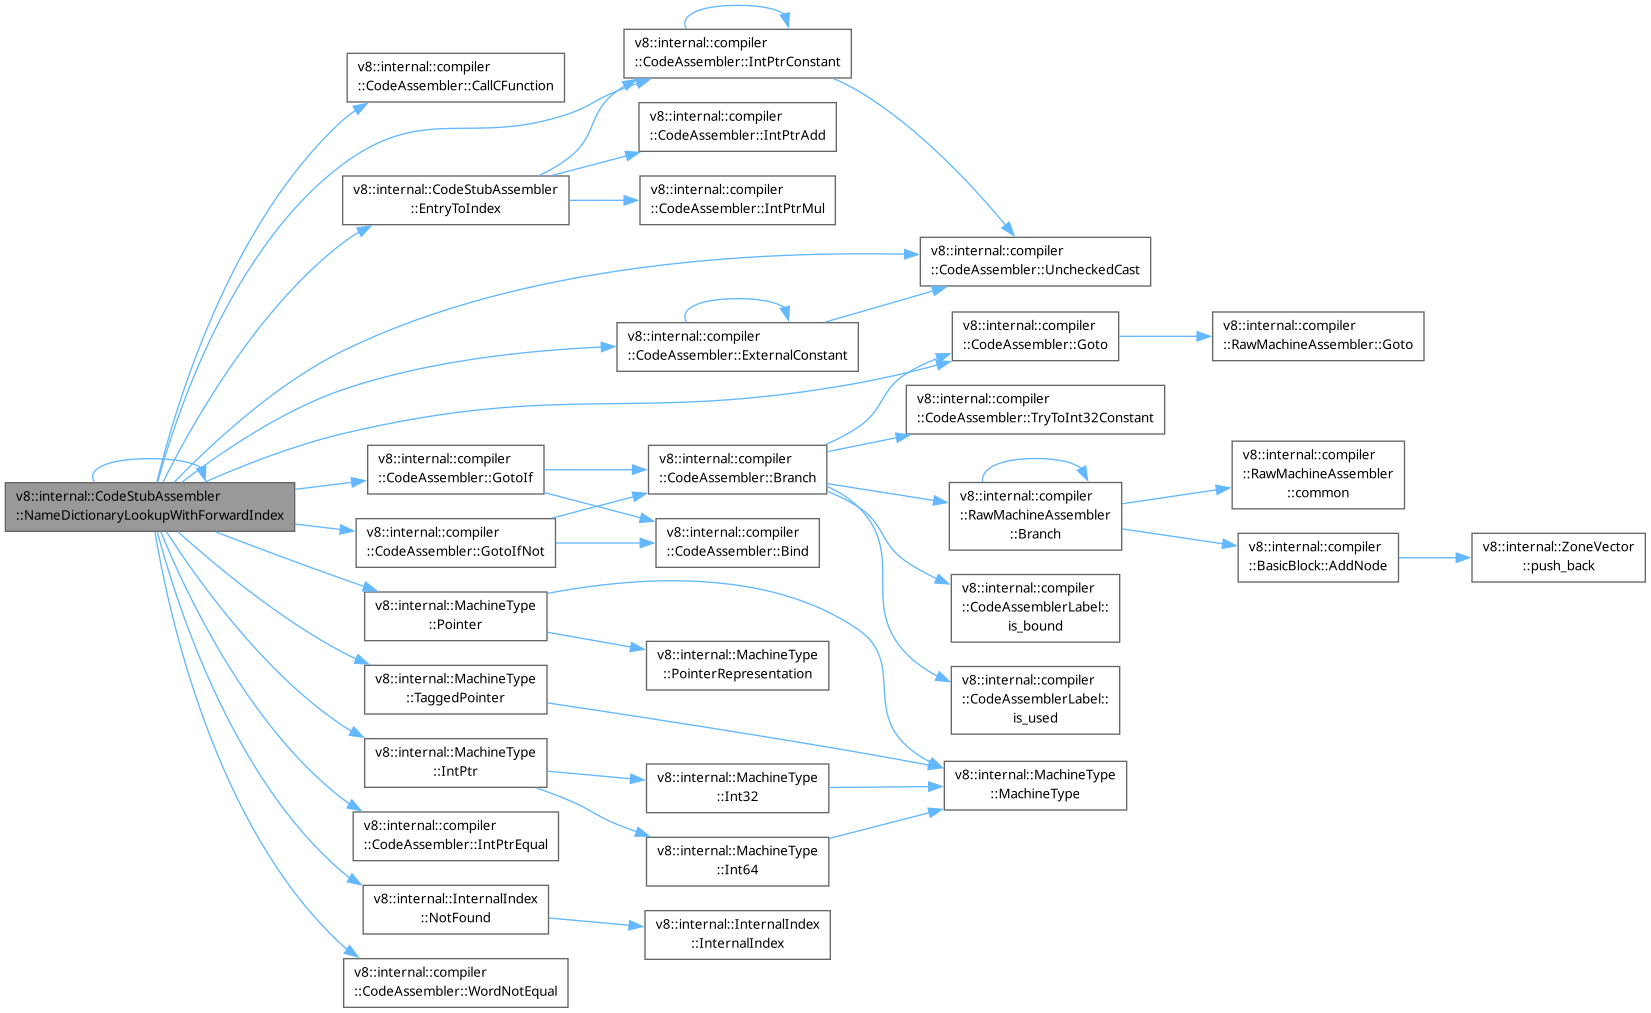 v8::internal::CodeStubAssembler
::NameDictionaryLookupWithForwardIndex
v8::internal::compiler
::CodeAssembler::CallCFunction
v8::internal::CodeStubAssembler
::EntryToIndex
v8::internal::compiler
::CodeAssembler::GotoIf
v8::internal::compiler
::CodeAssembler::GotoIfNot
v8::internal::MachineType
::Pointer
v8::internal::MachineType
::TaggedPointer
v8::internal::MachineType
::IntPtr
v8::internal::compiler
::CodeAssembler::IntPtrEqual
v8::internal::InternalIndex
::NotFound
v8::internal::compiler
::CodeAssembler::WordNotEqual
v8::internal::compiler
::CodeAssembler::IntPtrConstant
v8::internal::compiler
::CodeAssembler::IntPtrAdd
v8::internal::compiler
::CodeAssembler::IntPtrMul
v8::internal::compiler
::CodeAssembler::ExternalConstant
v8::internal::compiler
::CodeAssembler::Branch
v8::internal::compiler
::CodeAssembler::Bind
v8::internal::MachineType
::PointerRepresentation
v8::internal::MachineType
::Int32
v8::internal::MachineType
::Int64
v8::internal::InternalIndex
::InternalIndex
v8::internal::compiler
::CodeAssembler::UncheckedCast
v8::internal::compiler
::CodeAssembler::Goto
v8::internal::compiler
::CodeAssembler::TryToInt32Constant
v8::internal::compiler
::RawMachineAssembler
::Branch
v8::internal::compiler
::CodeAssemblerLabel::
is_bound
v8::internal::compiler
::CodeAssemblerLabel::
is_used
v8::internal::MachineType
::MachineType
v8::internal::compiler
::RawMachineAssembler::Goto
v8::internal::compiler
::RawMachineAssembler
::common
v8::internal::compiler
::BasicBlock::AddNode
v8::internal::ZoneVector
::push_back